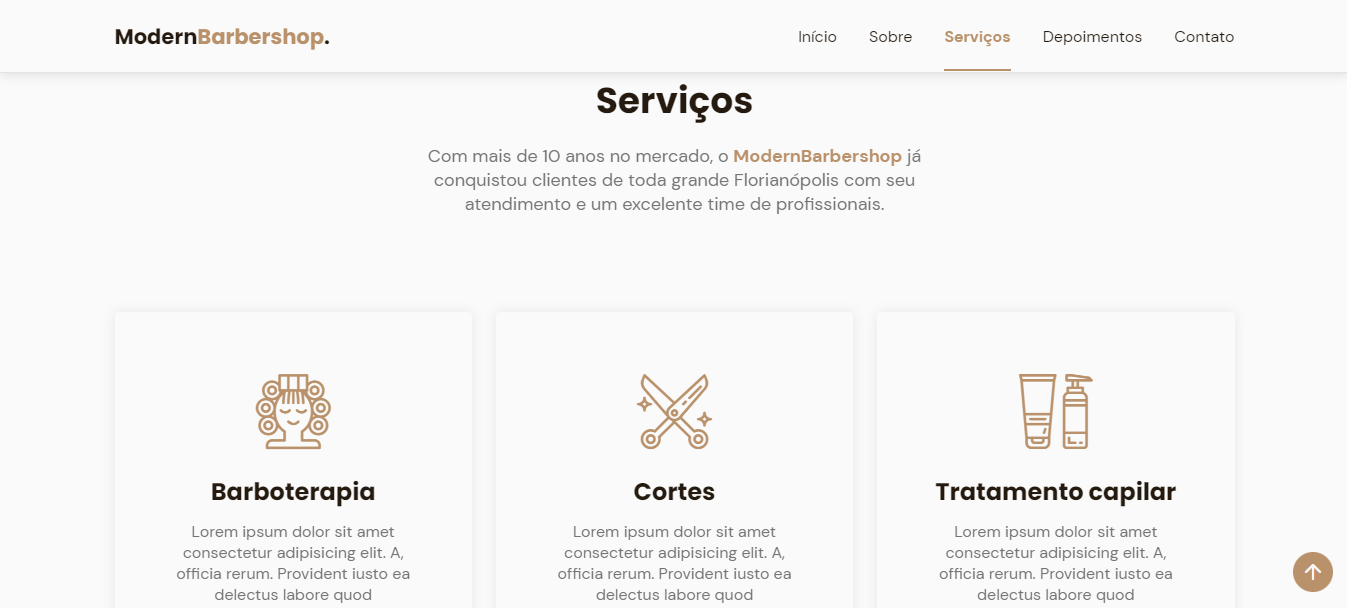 ModernBarbershop.
Início Sobre Serviços Depoimentos Contato
Serviços
Com mais de 10 anos no mercado, o ModernBarbershop já
conquistou clientes de toda grande Florianópolis com seu
atendimento e um excelente time de profissionais.
Barboterapia
Lorem ipsum dolor sit amet
consectetur adipisicing elit. A,
officia rerum. Provident iusto ea
delectus labore quod
Cortes
Lorem ipsum dolor sit amet
consectetur adipisicing elit. A,
officia rerum. Provident iusto ea
delectus labore quod
Tratamento capilar
Lorem ipsum dolor sit amet
consectetur adipisicing elit. A,
officia rerum. Provident iusto ea
delectus labore quod